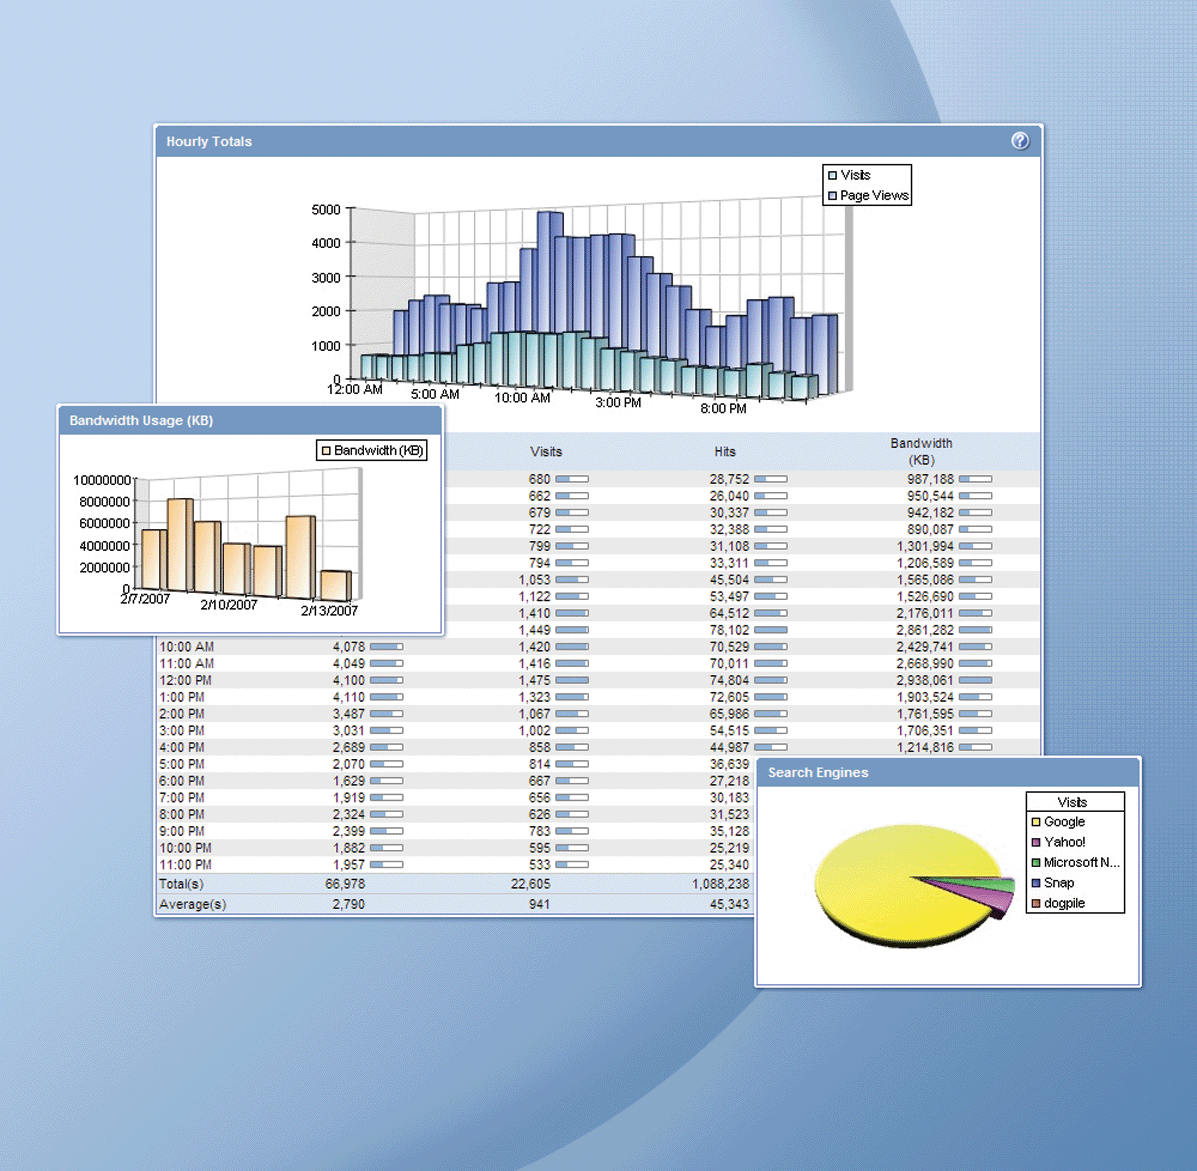 Hourly Totals
?
Visits
Page Views
5000
4000
3000
2000
1000
0
12:00 AM 5:00 AM 10:00 AM 3:00 PM 8:00 PM
Bandwidth Usage (KB)
Bandwidth (KB)
10000000
8000000
6000000
4000000
2000000
0
2/7/2007 2/10/2007 2/13/2007
Visits Hits Bandwidth
(KB)
680 28,752 987,188
662 26,040 950,544
679 30,337 942,182
722 32,388 890,087
799 31,108 1,301,994
794 33,311 1,206,589
1,053 45,504 1,565,086
1,122 53,497 1,526,690
1,410 64,512 2,176,011
1,449 78,102 2,861,282
10:00 AM 4,078 1,420 70,529 2,429,741
11:00 AM 4,049 1,416 70,011 2,668,990
12:00 PM 4,100 1,475 74,804 2,938,061
1:00 PM 4,110 1,323 72,605 1,903,524
2:00 PM 3,487 1,067 65,986 1,761,595
3:00 PM 3,031 1,002 54,515 1,706,351
4:00 PM 2,689 858 44,987 1,214,816
5:00 PM 2,070 814 36,639
6:00 PM 1,629 667 27,218
7:00 PM 1,919 656 30,183
8:00 PM 2,324 626 31,523
9:00 PM 2,399 783 35,128
10:00 PM 1,882 595 25,219
11:00 PM 1,957 533 25,340
Total(s) 66,978 22,605 1,088,238
Average(s) 2,790 941 45,343
Search Engines
Visits
Google
Yahoo!
Microsoft N...
Snap
dogpile